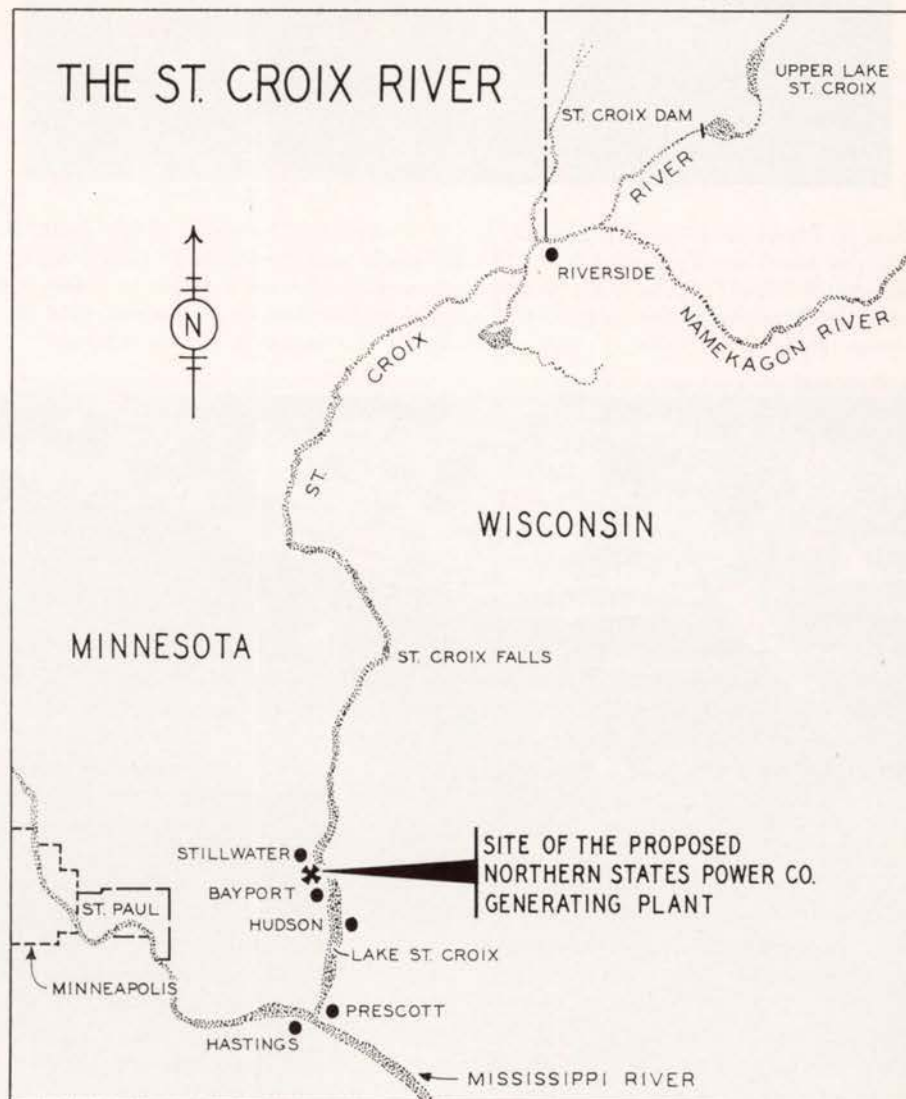 THE ST. CROIX RIVER
UPPER LAKE
ST. CROIX
ST. CROIX DAM
RIVER
N
RIVERSIDE
NAMEKAGON RIVER
CROIX
ST.
WISCONSIN
MINNESOTA
ST. CROIX FALLS
STILLWATER
SITE OF THE PROPOSED
NORTHERN STATES POWER CO.
GENERATING PLANT
BAYPORT
ST. PAUL
HUDSON
LAKE ST. CROIX
MINNEAPOLIS
PRESCOTT
HASTINGS
MISSISSIPPI RIVER